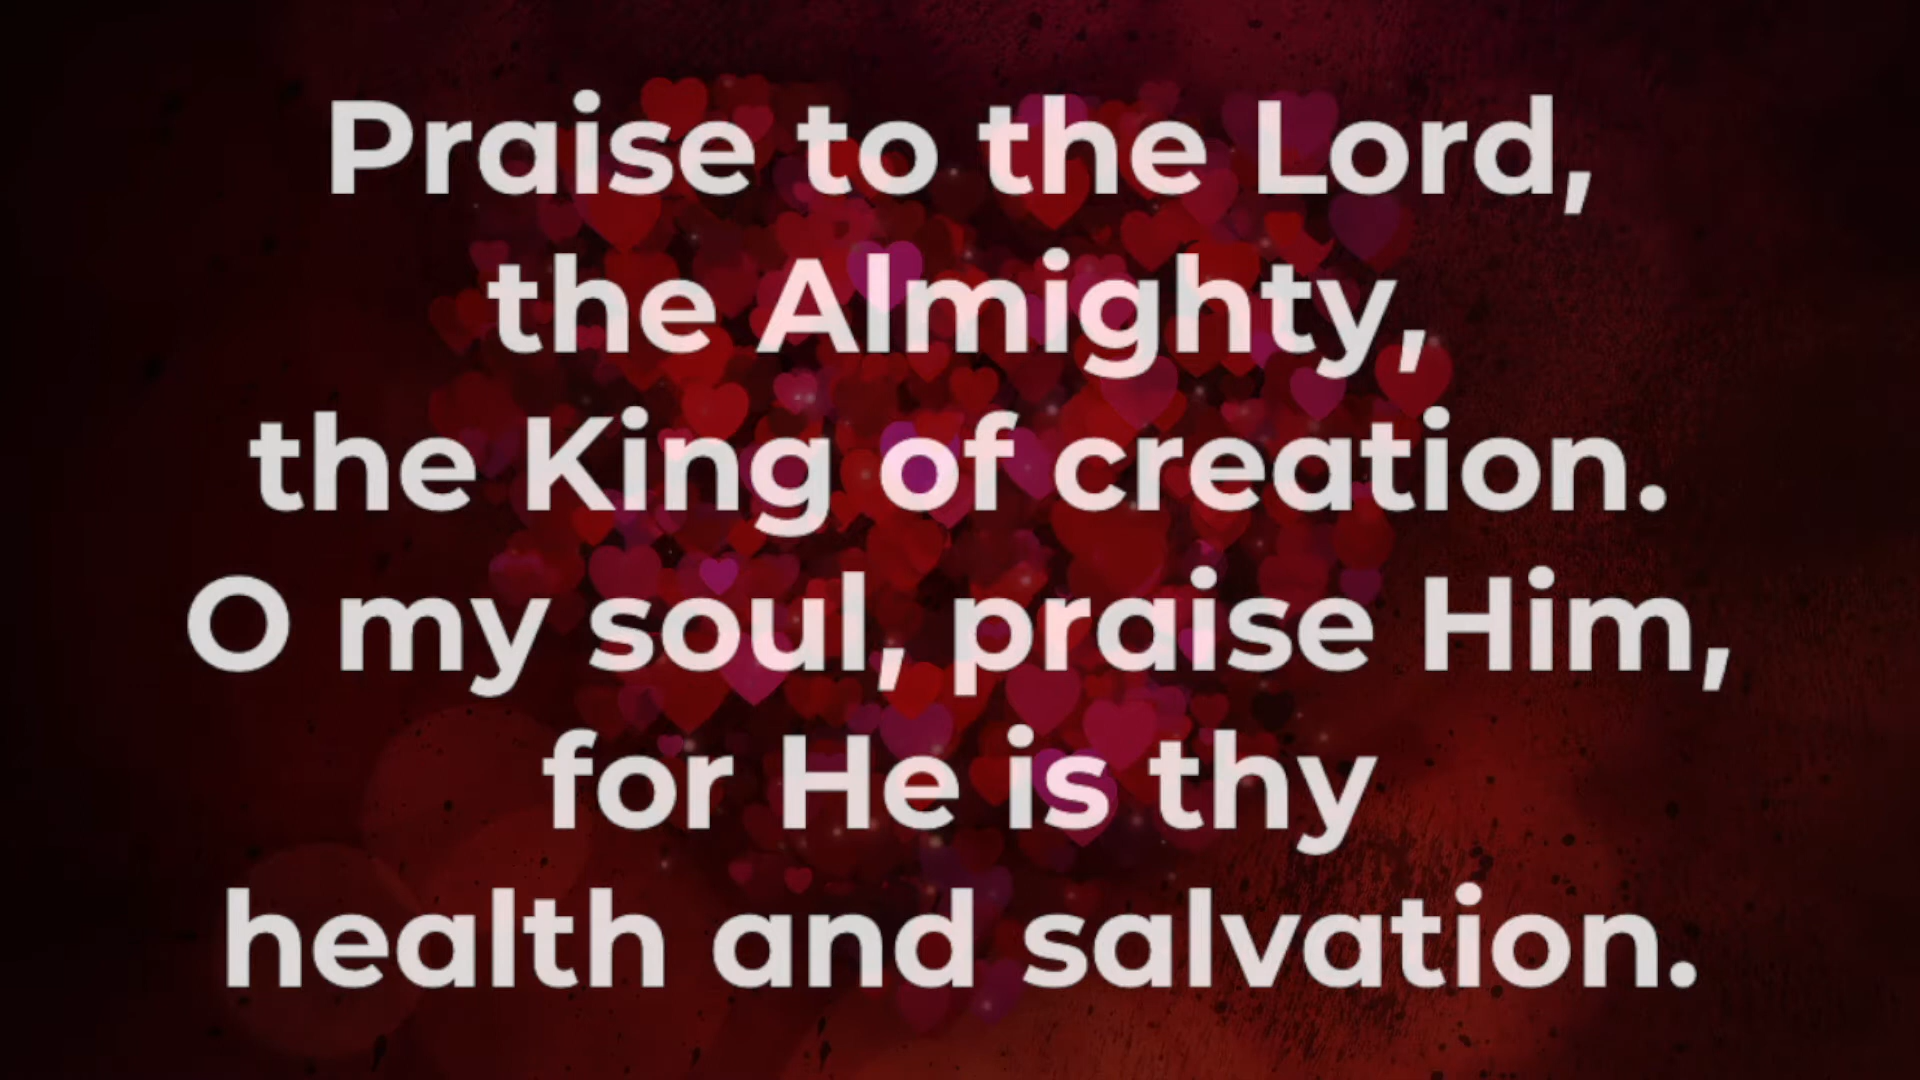 Praise to the Lord,
the Almighty,
the King of creation.
O my soul, praise Him,
for He is thy
health and salvation.